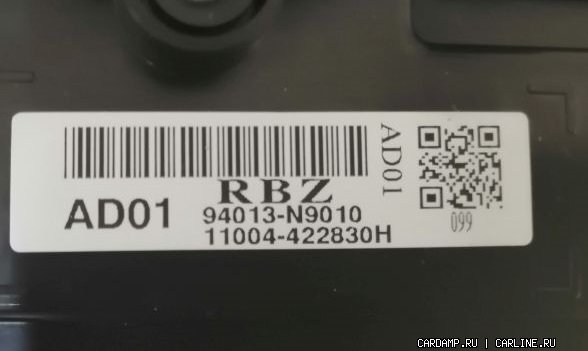 RBZ
AD01
94013-N9010
11004-422830H
AD01
099
CARDAMP.RU | CARLINE.RU